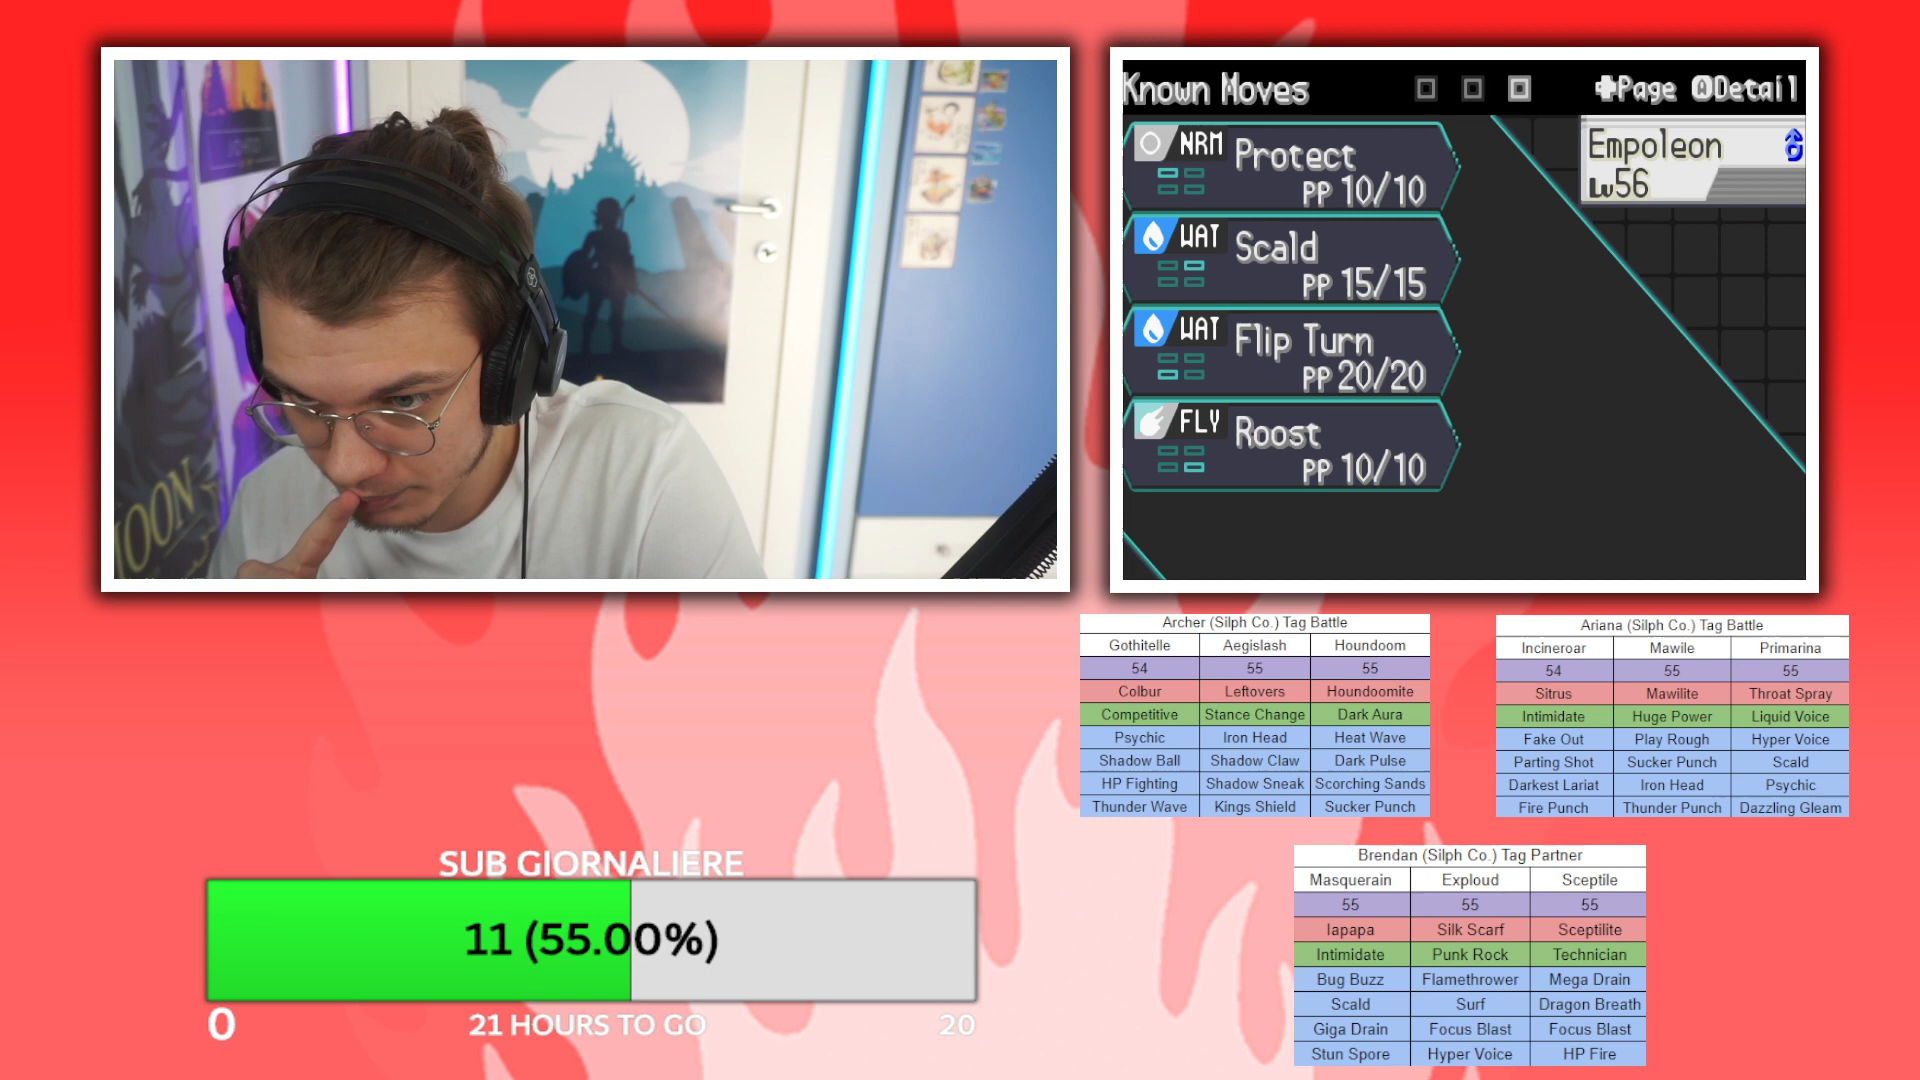 MOON
Known Moves
Page A Detail
Empoleon
Lv56
NRM Protect
PP 10/10
WAT Scald
PP 15/15
WAT Flip Turn
PP 20/20
FLY Roost
PP 10/10
Archer (Silph Co.) Tag Battle
Gothitelle Aegislash Houndoom
54 55 55
Colbur Leftovers Houndoomite
Competitive Stance Change Dark Aura
Psychic Iron Head Heat Wave
Shadow Ball Shadow Claw Dark Pulse
HP Fighting Shadow Sneak Scorching Sands
Thunder Wave Kings Shield Sucker Punch
Ariana (Silph Co.) Tag Battle
Incineroar Mawile Primarina
54 55 55
Sitrus Mawilite Throat Spray
Intimidate Huge Power Liquid Voice
Fake Out Play Rough Hyper Voice
Parting Shot Sucker Punch Scald
Darkest Lariat Iron Head Psychic
Fire Punch Thunder Punch Dazzling Gleam
Brendan (Silph Co.) Tag Partner
Masquerain Exploud Sceptile
55 55 55
Iapapa Silk Scarf Sceptilite
Intimidate Punk Rock Technician
Bug Buzz Flamethrower Mega Drain
Scald Surf Dragon Breath
Giga Drain Focus Blast Focus Blast
Stun Spore Hyper Voice HP Fire
SUB GIORNALIERE
11 (55.00%)
0 21 HOURS TO GO 20